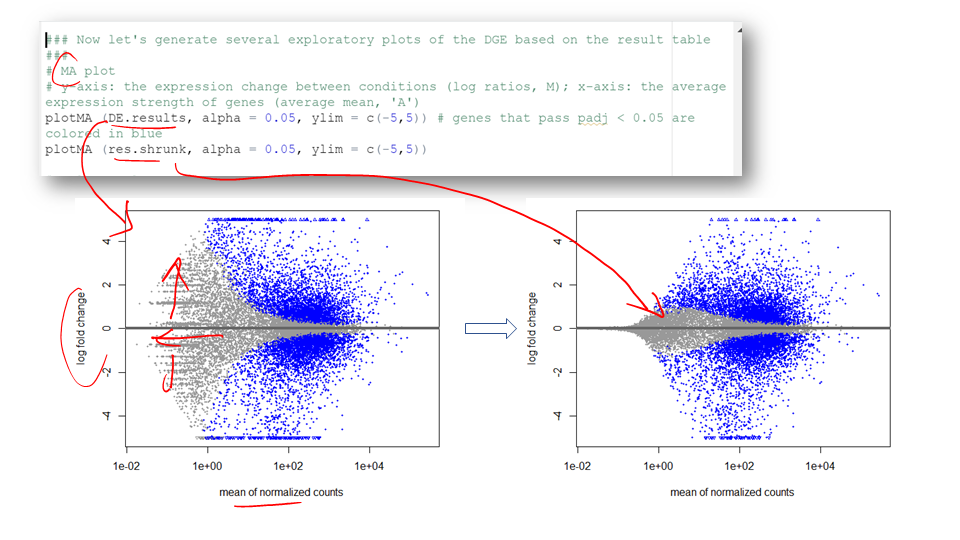 ### Now let's generate several exploratory plots of the DGE based on the result table
###
# MA plot
# y-axis: the expression change between conditions (log ratios, M); x-axis: the average
expression strength of genes (average mean, 'A')
plotMA (DE.results, alpha = 0.05, ylim = c(-5,5)) # genes that pass padj < 0.05 are
colored in blue
plotMA (res.shrunk, alpha = 0.05, ylim = c(-5,5))
log fold change
4
2
0
-2
-4
1e-02 1e+00 1e+02 1e+04
mean of normalized counts
log fold change
4
2
0
-2
-4
1e-02 1e+00 1e+02 1e+04
mean of normalized counts